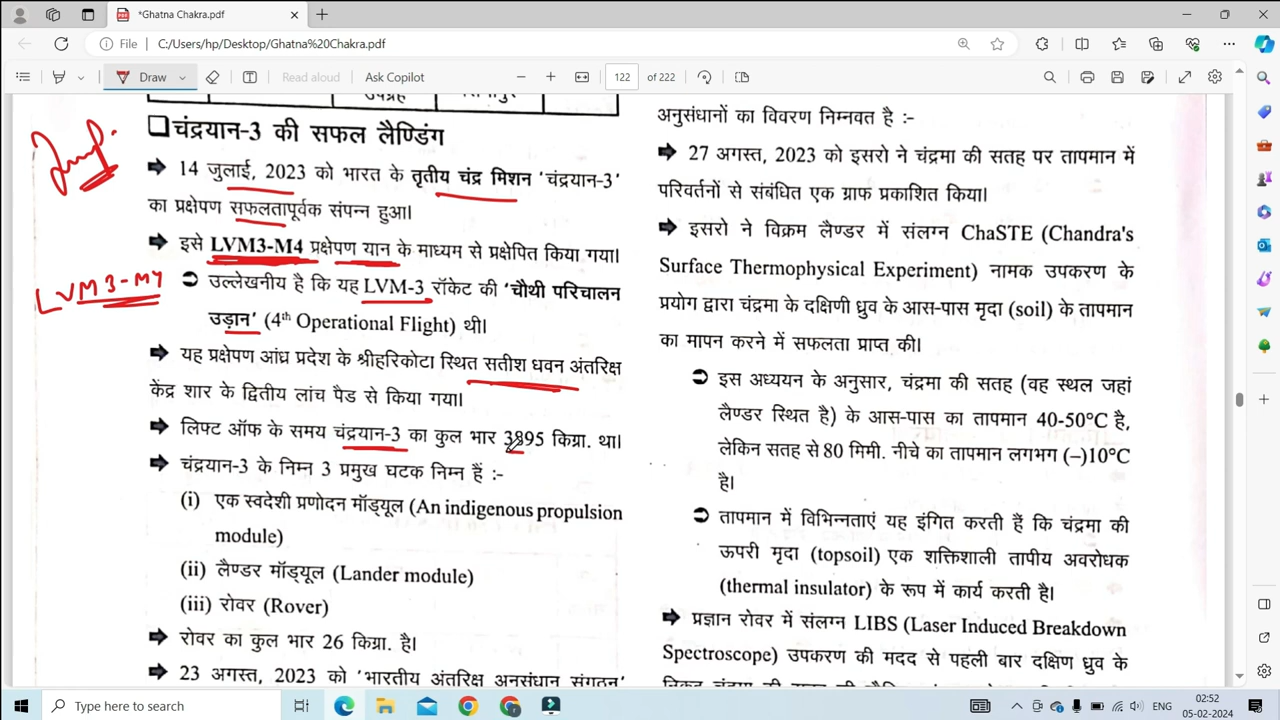 *Ghatna Chakra.pdf
File
C:/Users/hp/Desktop/Ghatna%20Chakra.pdf
Draw
Read aloud
Ask Copilot
122
of 222
उपग्रह
❑ चंद्रयान-3 की सफल लैण्डिंग
Imp.
➡ 14 जुलाई, 2023 को भारत के तृतीय चंद्र मिशन 'चंद्रयान-3'
का प्रक्षेपण सफलतापूर्वक संपन्न हुआ।
➡ इसे LVM3-M4 प्रक्षेपण यान के माध्यम से प्रक्षेपित किया गया।
LVM3-M4
➲ उल्लेखनीय है कि यह LVM-3 रॉकेट की 'चौथी परिचालन
उड़ान' (4th Operational Flight) थी।
➡ यह प्रक्षेपण आंध्र प्रदेश के श्रीहरिकोटा स्थित सतीश धवन अंतरिक्ष
केंद्र शार के द्वितीय लांच पैड से किया गया।
➡ लिफ्ट ऑफ के समय चंद्रयान-3 का कुल भार 3895 किग्रा. था।
➡ चंद्रयान-3 के निम्न 3 प्रमुख घटक निम्न हैं :-
(i) एक स्वदेशी प्रणोदन मॉड्यूल (An indigenous propulsion
module)
(ii) लैण्डर मॉड्यूल (Lander module)
(iii) रोवर (Rover)
➡ रोवर का कुल भार 26 किग्रा. है।
➡ 23 अगस्त, 2023 को 'भारतीय अंतरिक्ष अनुसंधान संगठन'
अनुसंधानों का विवरण निम्नवत है :-
➡ 27 अगस्त, 2023 को इसरो ने चंद्रमा की सतह पर तापमान में
परिवर्तनों से संबंधित एक ग्राफ प्रकाशित किया।
➡ इसरो ने विक्रम लैण्डर में संलग्न ChaSTE (Chandra's
Surface Thermophysical Experiment) नामक उपकरण के
प्रयोग द्वारा चंद्रमा के दक्षिणी ध्रुव के आस-पास मृदा (soil) के तापमान
का मापन करने में सफलता प्राप्त की।
➲ इस अध्ययन के अनुसार, चंद्रमा की सतह (वह स्थल जहां
लैण्डर स्थित है) के आस-पास का तापमान 40-50°C है,
लेकिन सतह से 80 मिमी. नीचे का तापमान लगभग (–)10°C
है।
➲ तापमान में विभिन्नताएं यह इंगित करती हैं कि चंद्रमा की
ऊपरी मृदा (topsoil) एक शक्तिशाली तापीय अवरोधक
(thermal insulator) के रूप में कार्य करती है।
➡ प्रज्ञान रोवर में संलग्न LIBS (Laser Induced Breakdown
Spectroscope) उपकरण की मदद से पहली बार दक्षिण ध्रुव के
Type here to search
ENG
02:52
05-02-2024